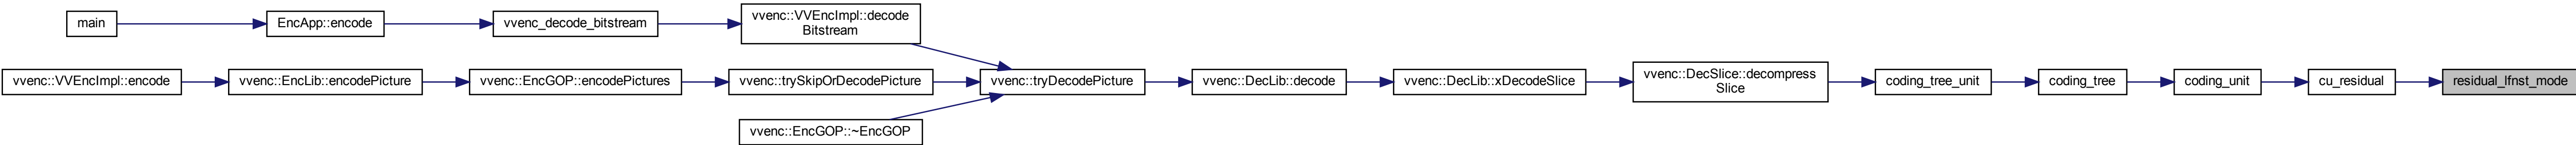 main
EncApp::encode
vvenc_decode_bitstream
vvenc::VVEncImpl::decode
Bitstream
vvenc::VVEncImpl::encode
vvenc::EncLib::encodePicture
vvenc::EncGOP::encodePictures
vvenc::trySkipOrDecodePicture
vvenc::tryDecodePicture
vvenc::DecLib::decode
vvenc::DecLib::xDecodeSlice
vvenc::DecSlice::decompress
Slice
coding_tree_unit
coding_tree
coding_unit
cu_residual
residual_lfnst_mode
vvenc::EncGOP::~EncGOP